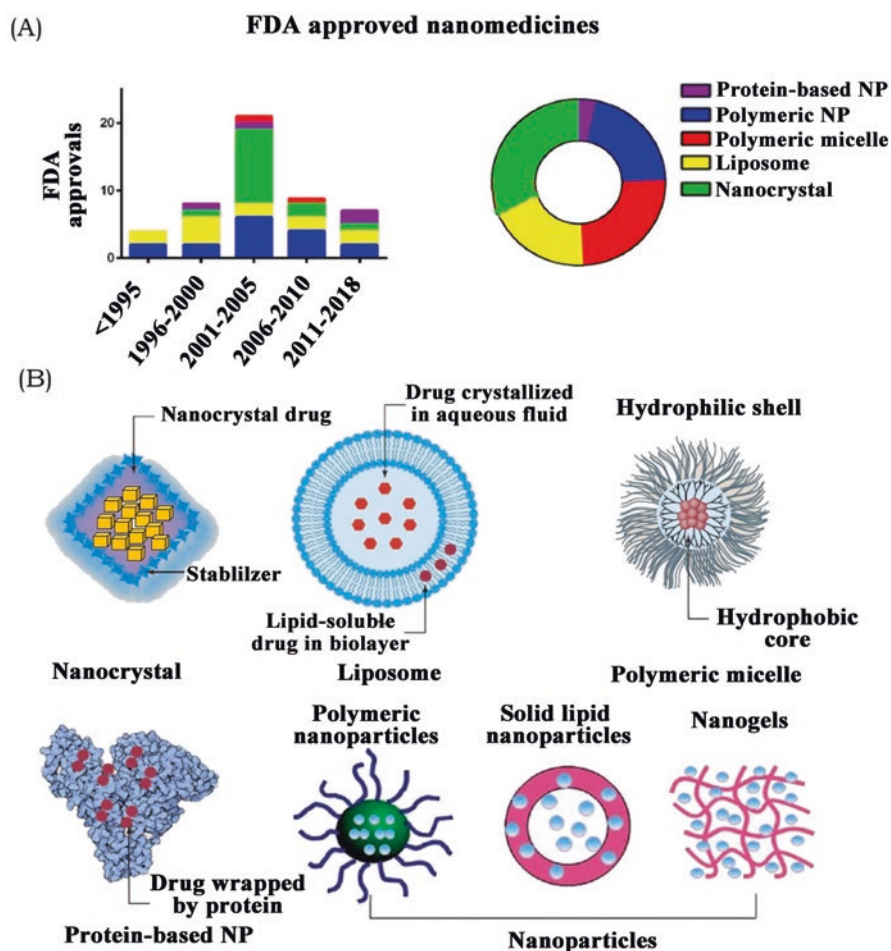 (A)
FDA approved nanomedicines
FDA
approvals
20
10
0
<1995
1996-2000
2001-2005
2006-2010
2011-2018
Protein-based NP
Polymeric NP
Polymeric micelle
Liposome
Nanocrystal
(B)
Nanocrystal drug
Stablilzer
Nanocrystal
Drug crystallized
in aqueous fluid
Lipid-soluble
drug in biolayer
Liposome
Hydrophilic shell
Hydrophobic
core
Polymeric micelle
Drug wrapped
by protein
Protein-based NP
Polymeric
nanoparticles
Solid lipid
nanoparticles
Nanogels
Nanoparticles